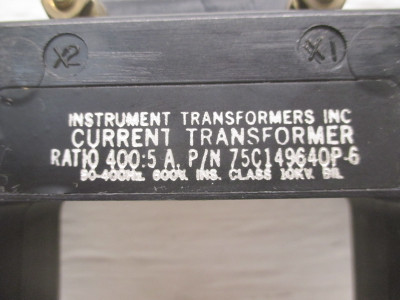 X2 X1
INSTRUMENT TRANSFORMERS INC
CURRENT TRANSFORMER
RATIO 400:5 A. P/N 75C149640P-6
50-400Hz. 600V. INS. CLASS 10KV. BIL